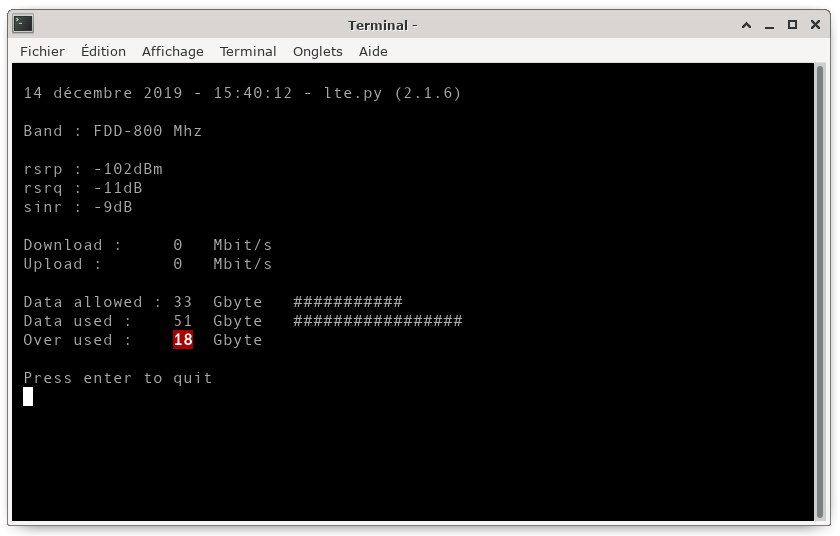 Terminal -
Fichier Édition Affichage Terminal Onglets Aide
14 décembre 2019 - 15:40:12 - lte.py (2.1.6)
Band : FDD-800 Mhz
rsrp : -102dBm
rsrq : -11dB
sinr : -9dB
Download : 0 Mbit/s
Upload : 0 Mbit/s
Data allowed : 33 Gbyte ###########
Data used : 51 Gbyte #################
Over used : 18 Gbyte
Press enter to quit